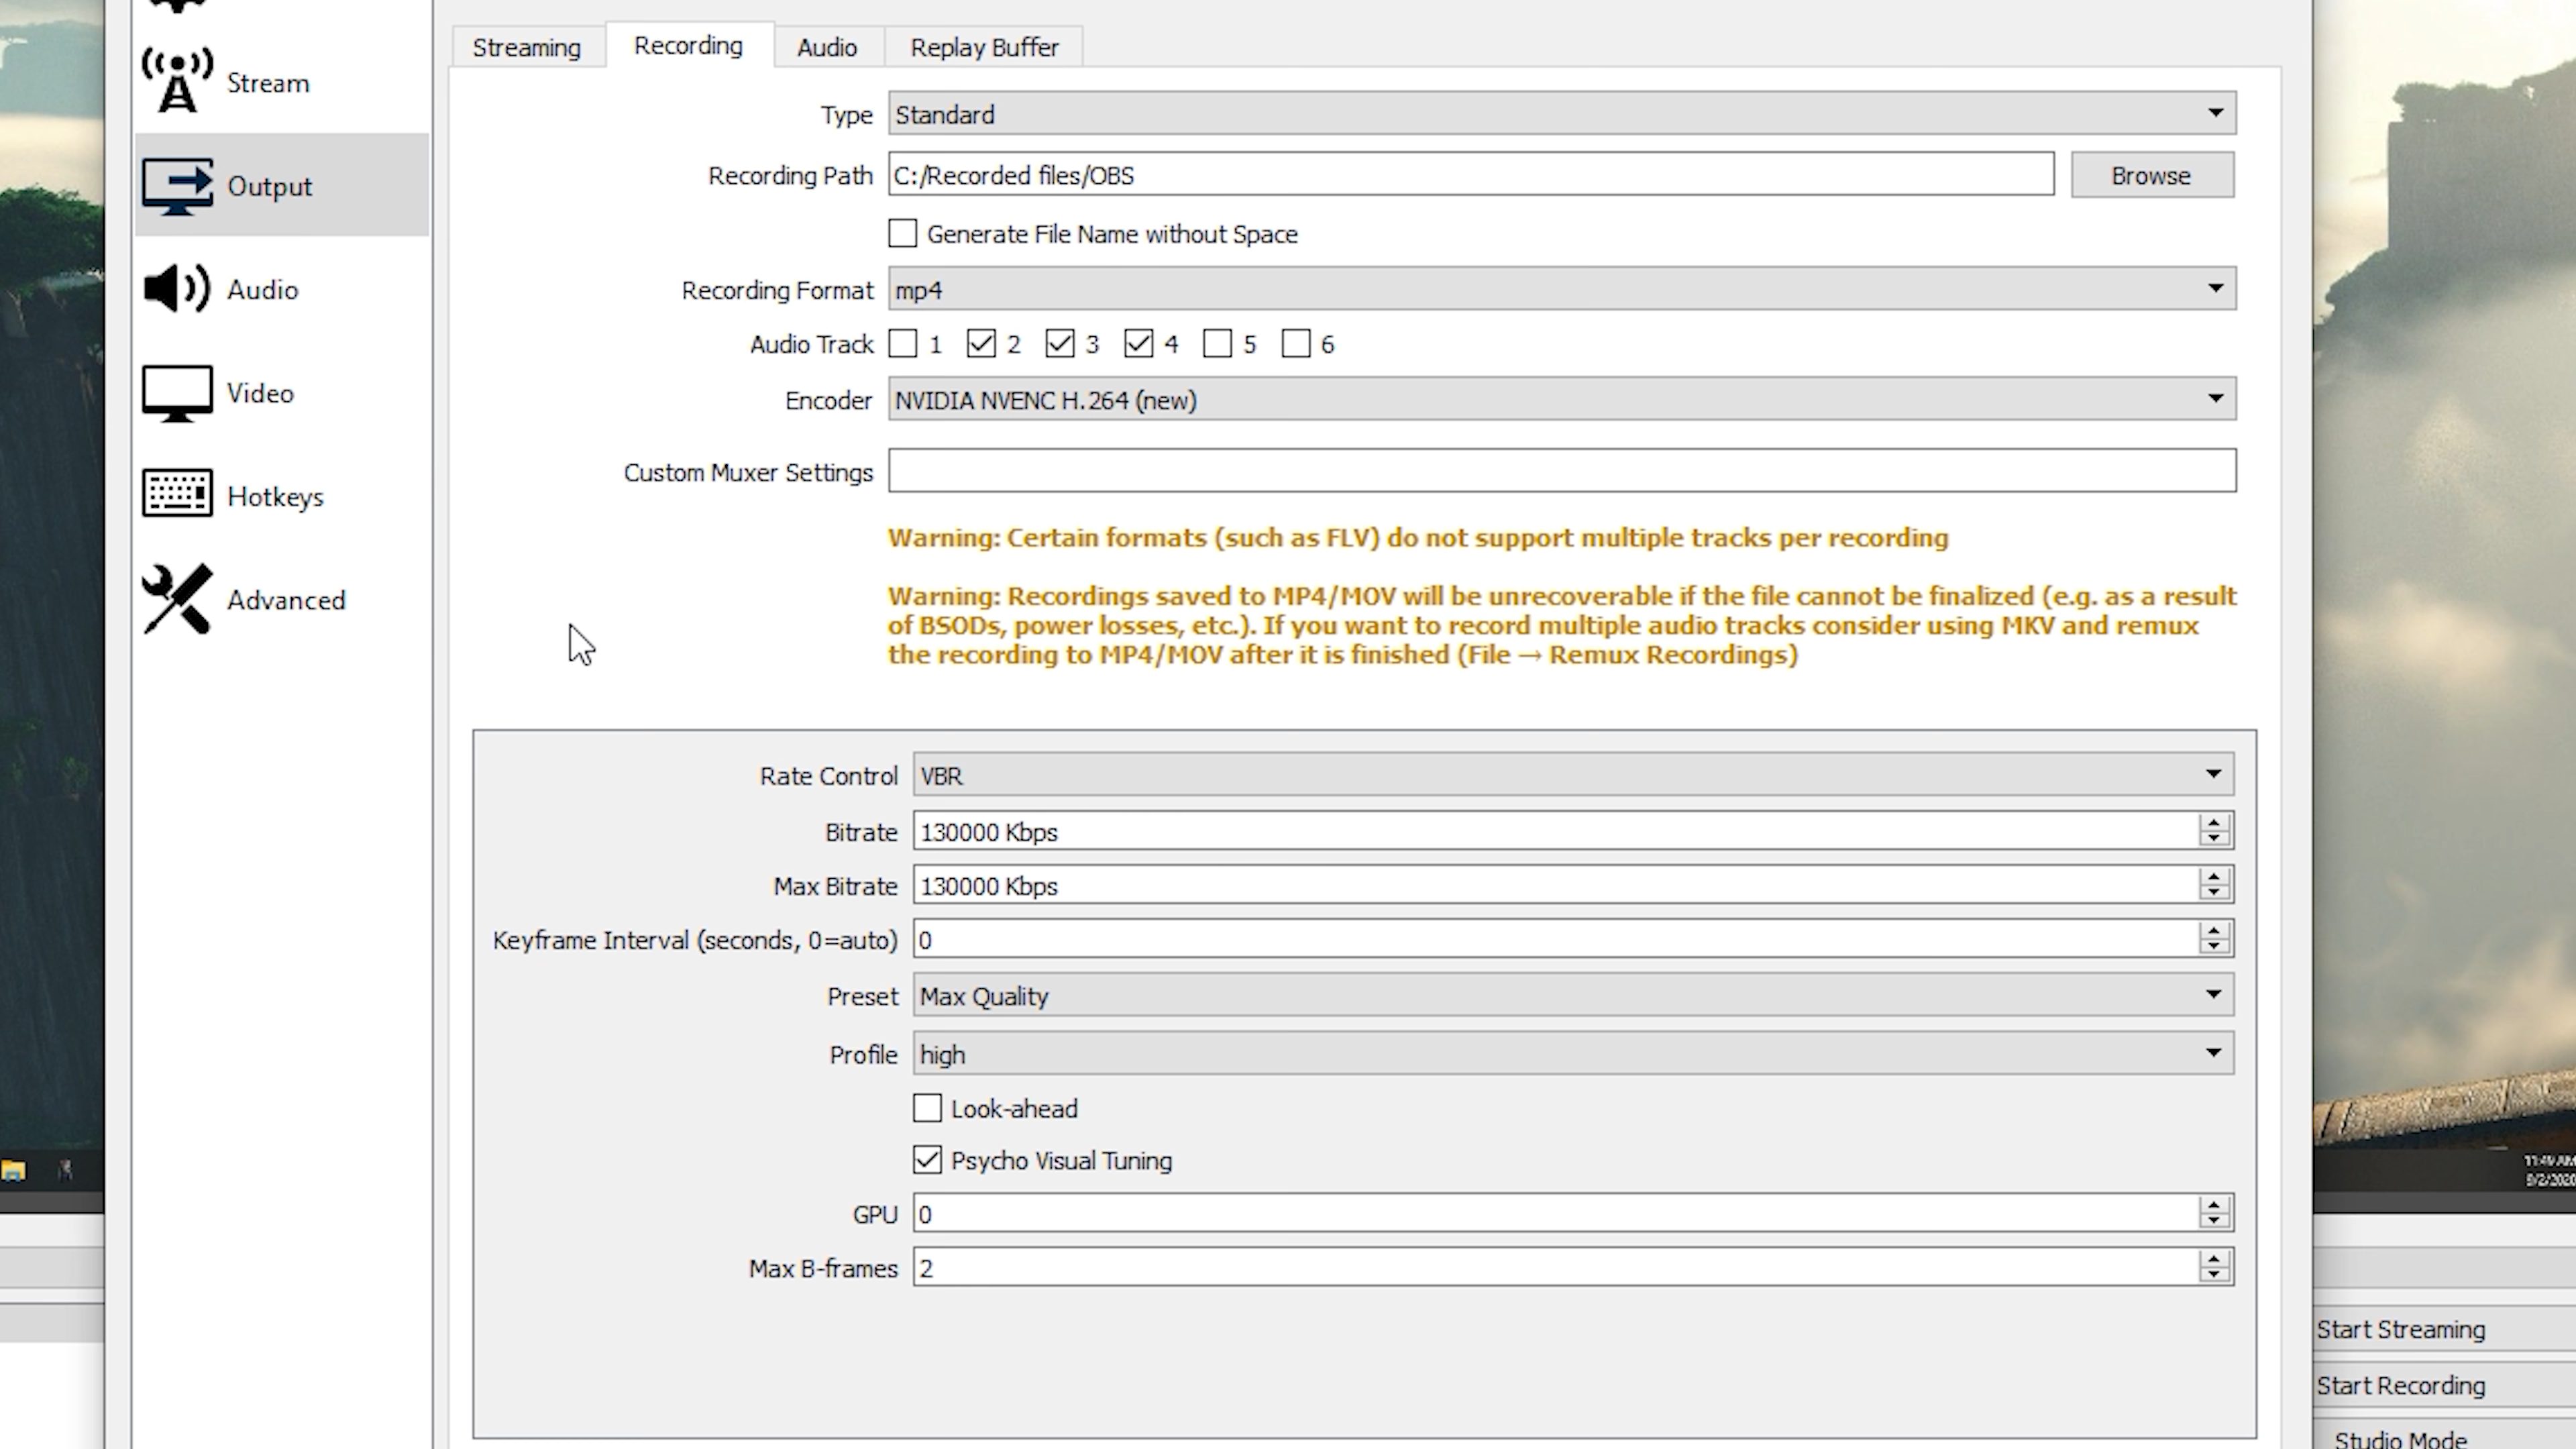 Streaming
Recording
Audio
Replay Buffer
Stream
Output
Audio
Video
Hotkeys
Advanced
Type Standard
Recording Path C:/Recorded files/OBS Browse
Generate File Name without Space
Recording Format mp4
Audio Track 1 2 3 4 5 6
Encoder NVIDIA NVENC H.264 (new)
Custom Muxer Settings
Warning: Certain formats (such as FLV) do not support multiple tracks per recording
Warning: Recordings saved to MP4/MOV will be unrecoverable if the file cannot be finalized (e.g. as a result
of BSODs, power losses, etc.). If you want to record multiple audio tracks consider using MKV and remux
the recording to MP4/MOV after it is finished (File → Remux Recordings)
Rate Control VBR
Bitrate 130000 Kbps
Max Bitrate 130000 Kbps
Keyframe Interval (seconds, 0=auto) 0
Preset Max Quality
Profile high
Look-ahead
Psycho Visual Tuning
GPU 0
Max B-frames 2
Start Streaming
Start Recording
Studio Mode